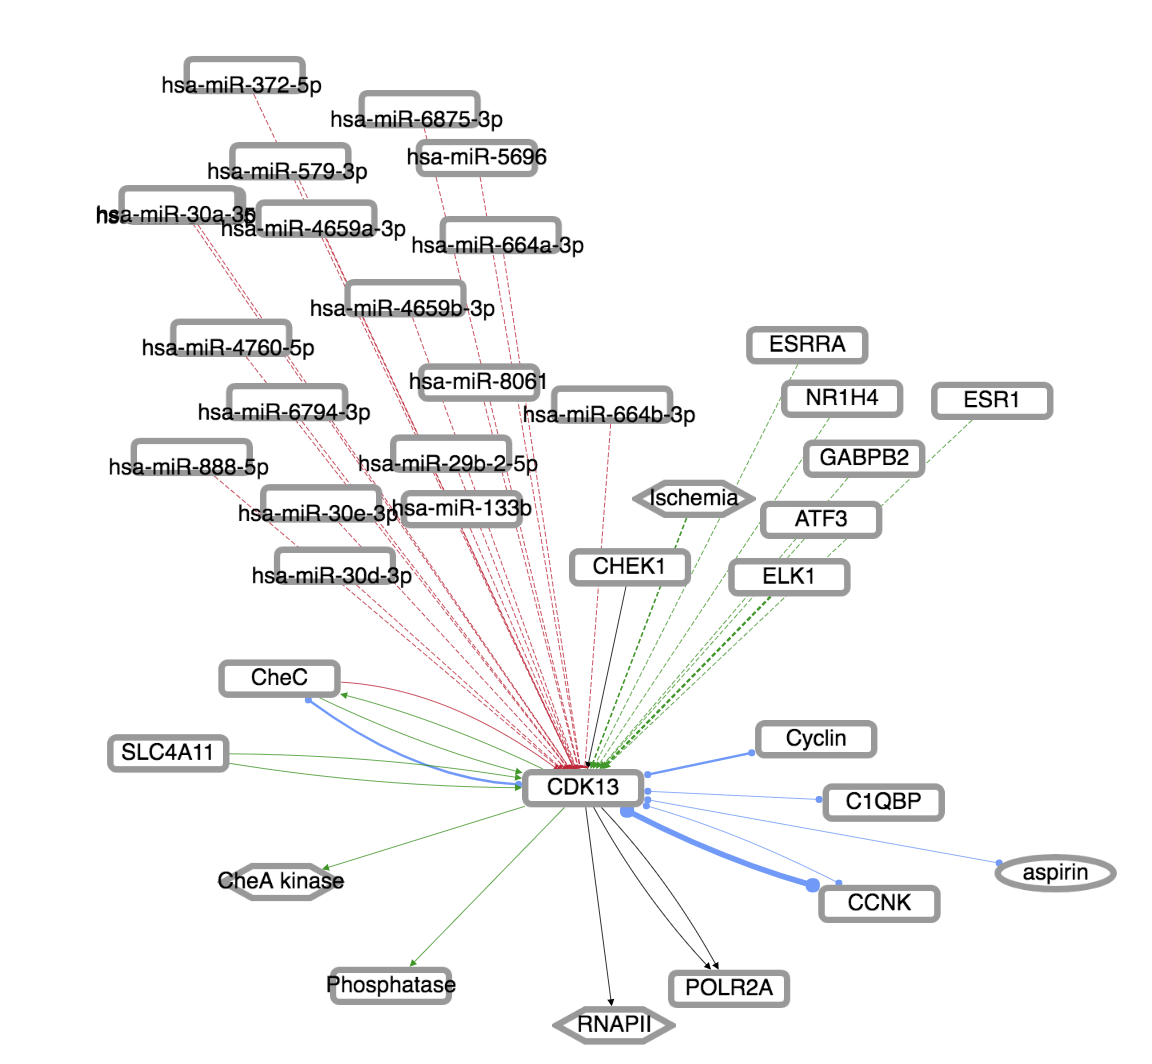 hsa-miR-372-5p
hsa-miR-6875-3p
hsa-miR-5696
hsa-miR-579-3p
hsa-miR-30a-3p
hsa-miR-4659a-3p
hsa-miR-664a-3p
hsa-miR-4659b-3p
hsa-miR-4760-5p
ESRRA
hsa-miR-8061
NR1H4
ESR1
hsa-miR-6794-3p
hsa-miR-664b-3p
hsa-miR-888-5p
hsa-miR-29b-2-5p
GABPB2
Ischemia
hsa-miR-30e-3p
hsa-miR-133b
ATF3
hsa-miR-30d-3p
CHEK1
ELK1
CheC
SLC4A11
Cyclin
CDK13
C1QBP
CheA kinase
aspirin
CCNK
Phosphatase
POLR2A
RNAPII